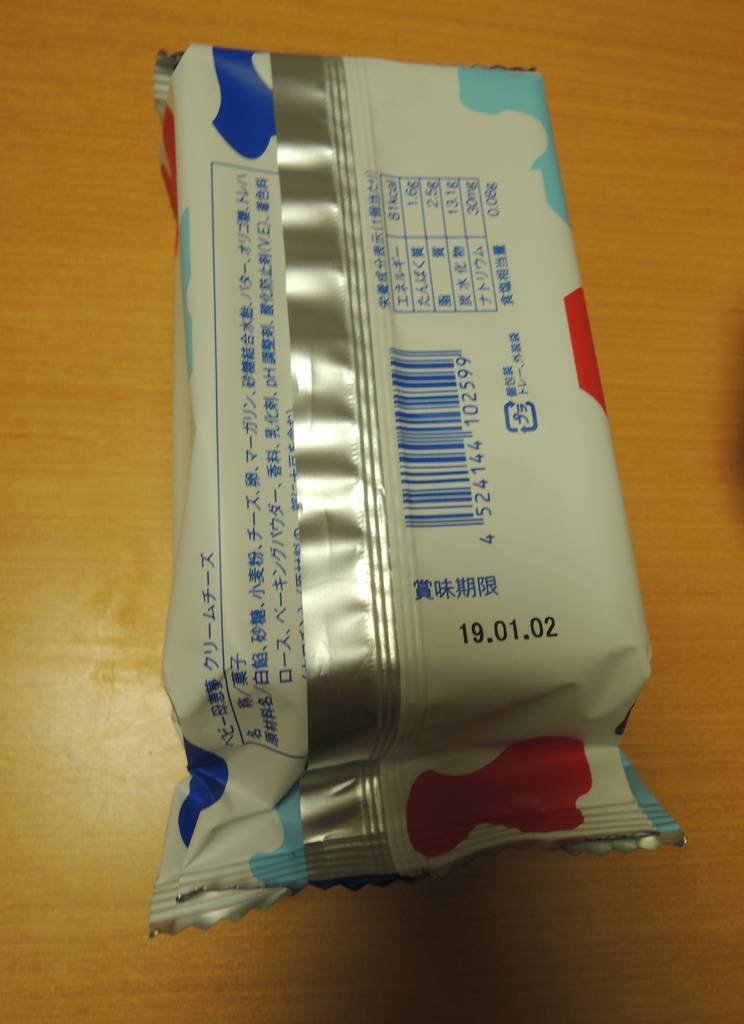 ベビー母恵夢 クリームチーズ
名 称/菓子
原材料名/白餡、砂糖、小麦粉、チーズ、卵、マーガリン、砂糖結合水飴、バター、オリゴ糖、トレハ
ロース、ベーキングパウダー、香料、乳化剤、pH調整剤、酸化防止剤(V.E)、着色料
栄養成分表示(1個当たり)
エネルギー 81kcal
たんぱく質 1.6g
脂質 2.5g
炭水化物 13.1g
ナトリウム 30mg
食塩相当量 0.08g
4 524144 102599
プラ
個包装
トレー、外装袋
賞味期限
19.01.02